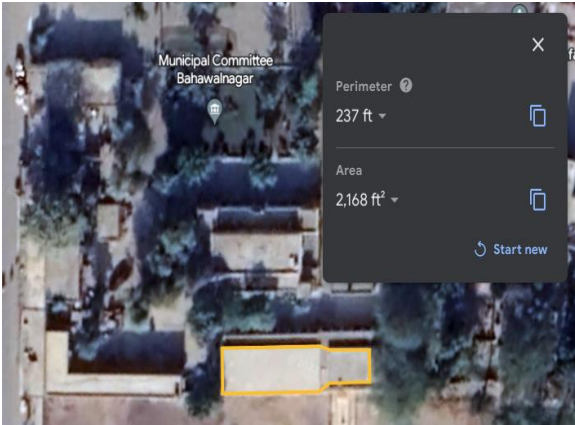 Municipal Committee
Bahawalnagar
Perimeter
237 ft
Area
2,168 ft²
Start new